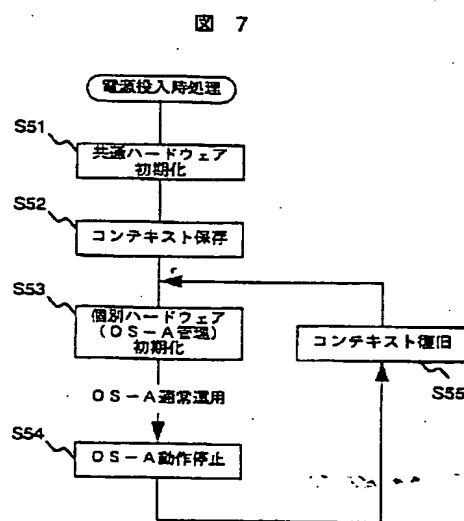 図 7
電源投入時処理
S51
共通ハードウェア
初期化
S52
コンテキスト保存
S53
個別ハードウェア
(OS-A管理)
初期化
コンテキスト復旧
S55
OS-A通常運用
S54
OS-A動作停止